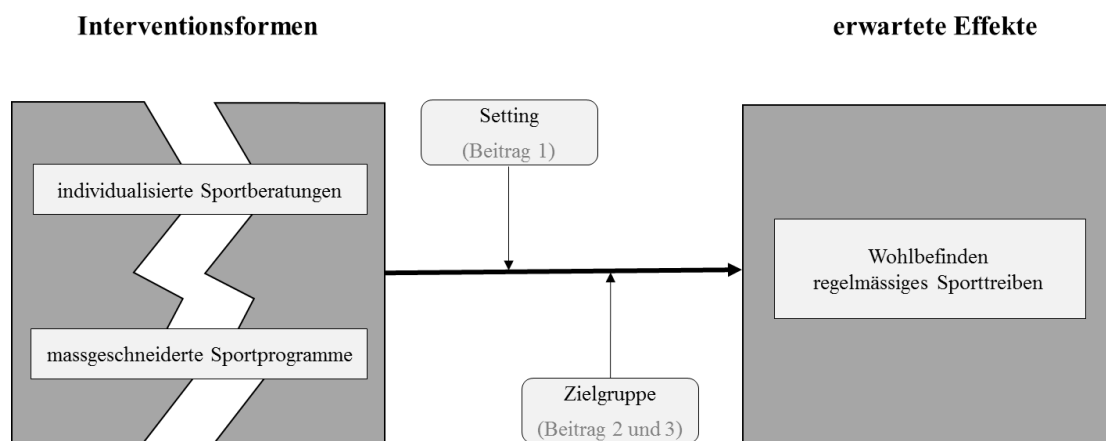 Interventionsformen
erwartete Effekte
Setting
(Beitrag 1)
individualisierte Sportberatungen
Wohlbefinden
regelmässiges Sporttreiben
massgeschneiderte Sportprogramme
Zielgruppe
(Beitrag 2 und 3)